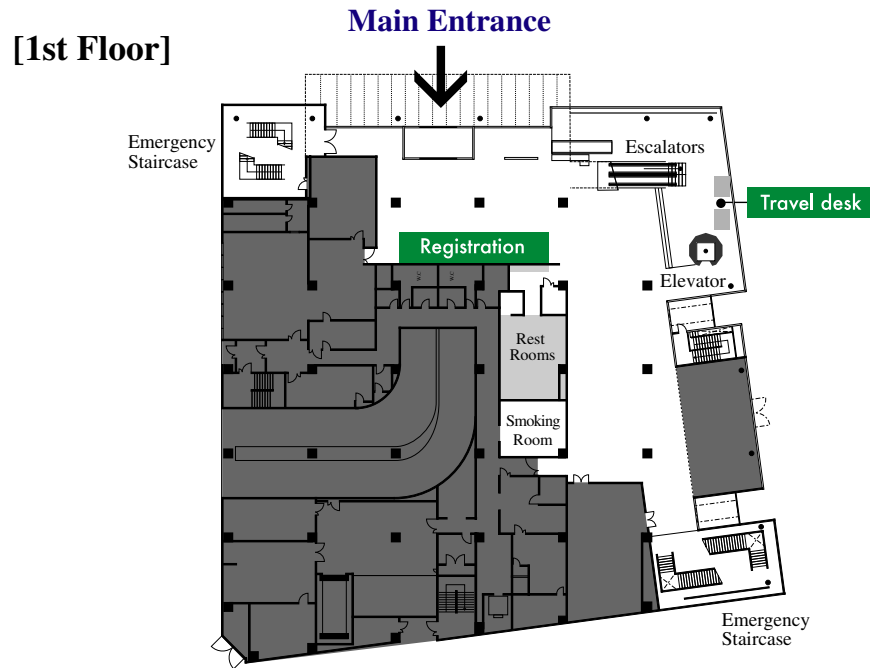 Main Entrance
[1st Floor]
Emergency
Staircase
Escalators
Travel desk
Registration
W.C
W.C
Elevator
Rest
Rooms
Smoking
Room
Emergency
Staircase